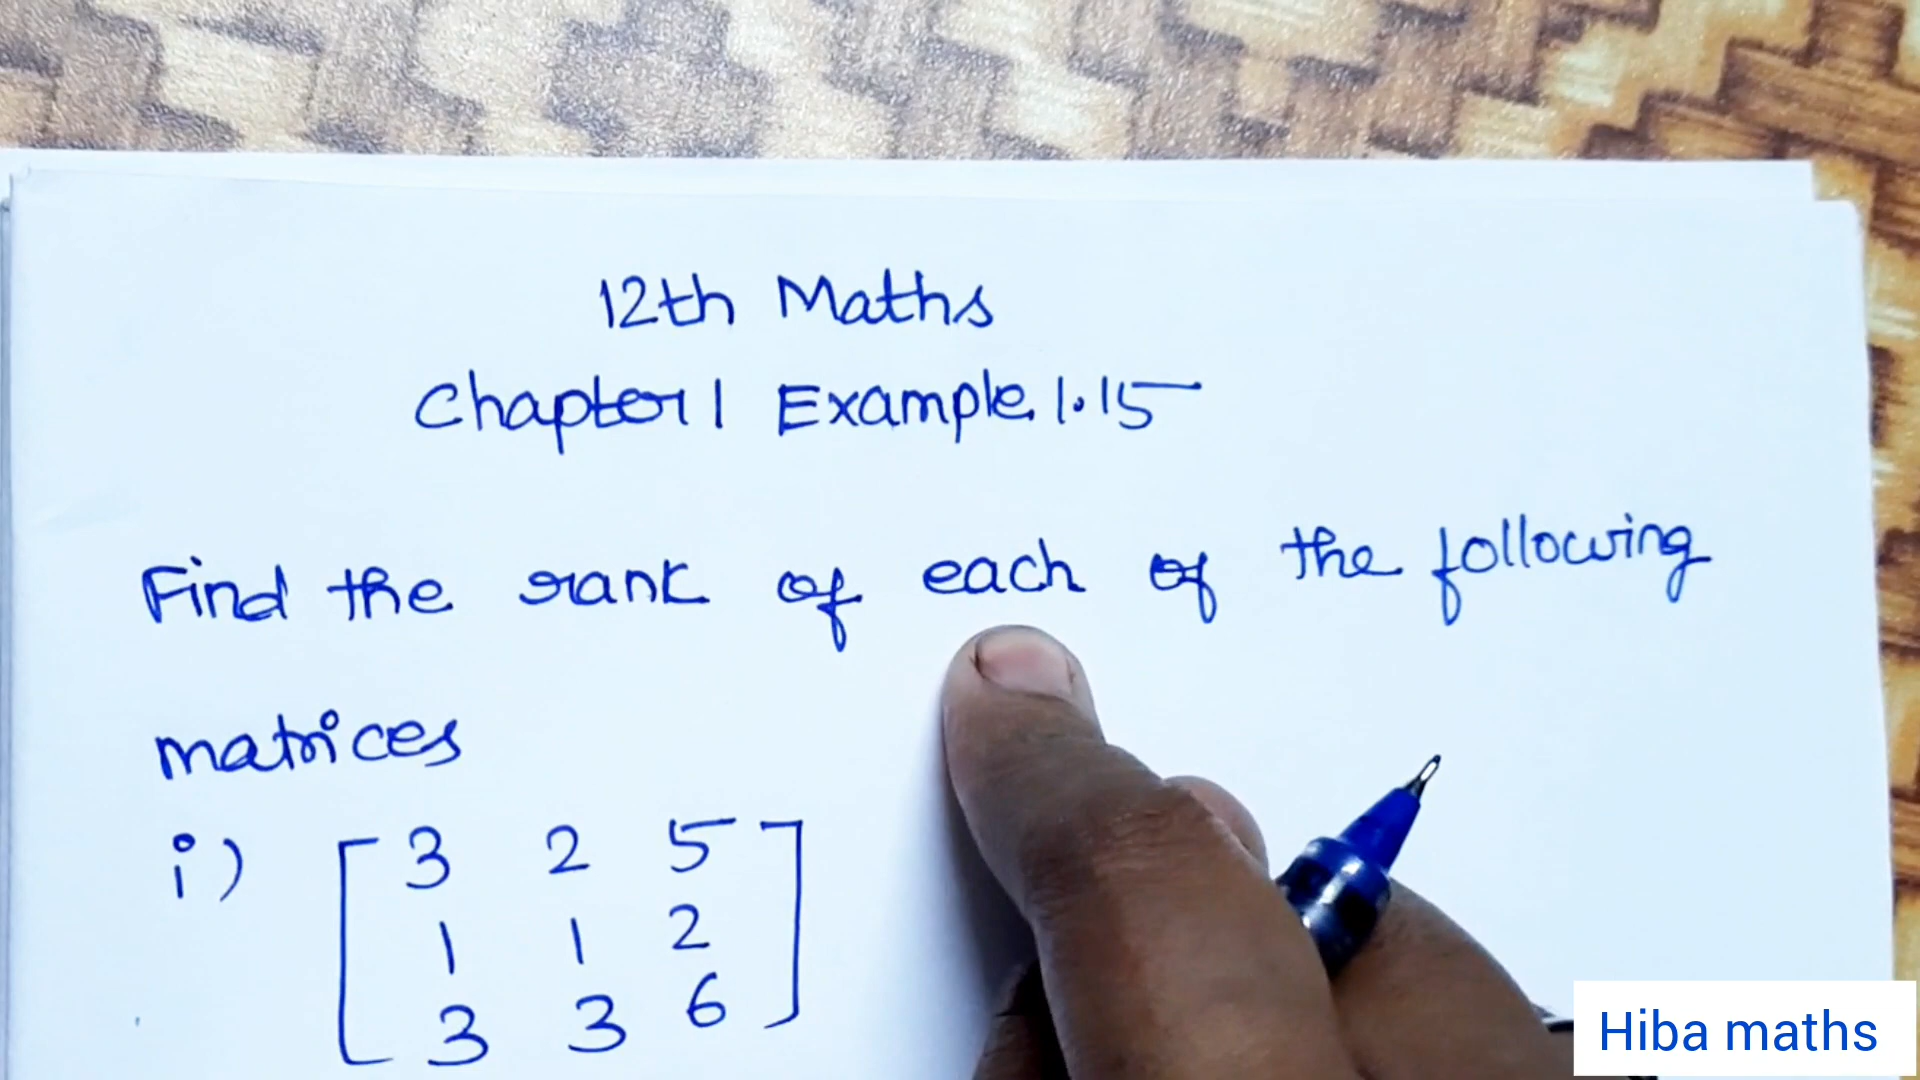 12th Maths
Chapter 1 Example 1.15
Find the rank of each of the following
matrices
i) [ 3 2 5 ]
1 1 2
3 3 6
Hiba maths